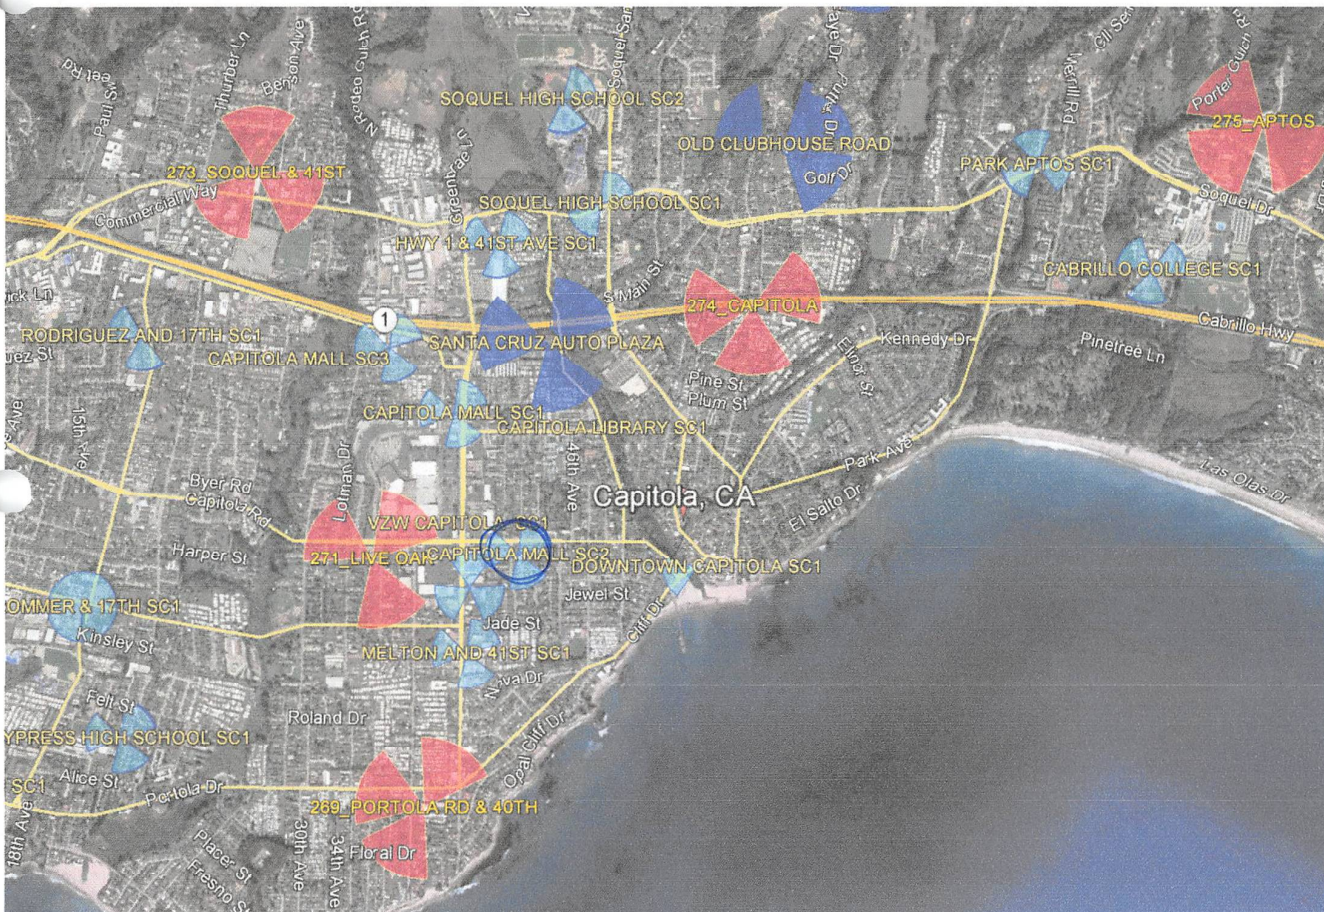 Thurber Ln
Benson Ave
N Rodeo Gulch Rd
Paul
Soquel San
Porter Gulch Rd
Merrill Rd
SOQUEL HIGH SCHOOL SC2
275_APTOS
OLD CLUBHOUSE ROAD
PARK APTOS SC1
273_SOQUEL & 41ST
Golf Dr
Commercial Way
SOQUEL HIGH SCHOOL SC1
Soquel Dr
HWY 1 & 41ST AVE SC1
CABRILLO COLLEGE SC1
S Main St
274_CAPITOLA
1
Cabrillo Hwy
RODRIGUEZ AND 17TH SC1
SANTA CRUZ AUTO PLAZA
Kennedy Dr
Pinetree Ln
CAPITOLA MALL SC3
Pine St
Plum St
CAPITOLA MALL SC1
CAPITOLA LIBRARY SC1
15th Ave
46th Ave
Park Ave
Las Olas Dr
Byer Rd
Capitola Rd
Capitola, CA
El Salto Dr
VZW CAPITOLA SC1
Harper St
271_LIVE OAK
CAPITOLA MALL SC2
DOWNTOWN CAPITOLA SC1
Jewel St
OMMER & 17TH SC1
Jade St
Cliff Dr
Kinsley St
MELTON AND 41ST SC1
Felt St
Roland Dr
YPRESS HIGH SCHOOL SC1
Opal Cliff Dr
Alice St
SC1
Portola Dr
269_PORTOLA RD & 40TH
18th Ave
30th Ave
34th Ave
Floral Dr
Placer St
Fresno St